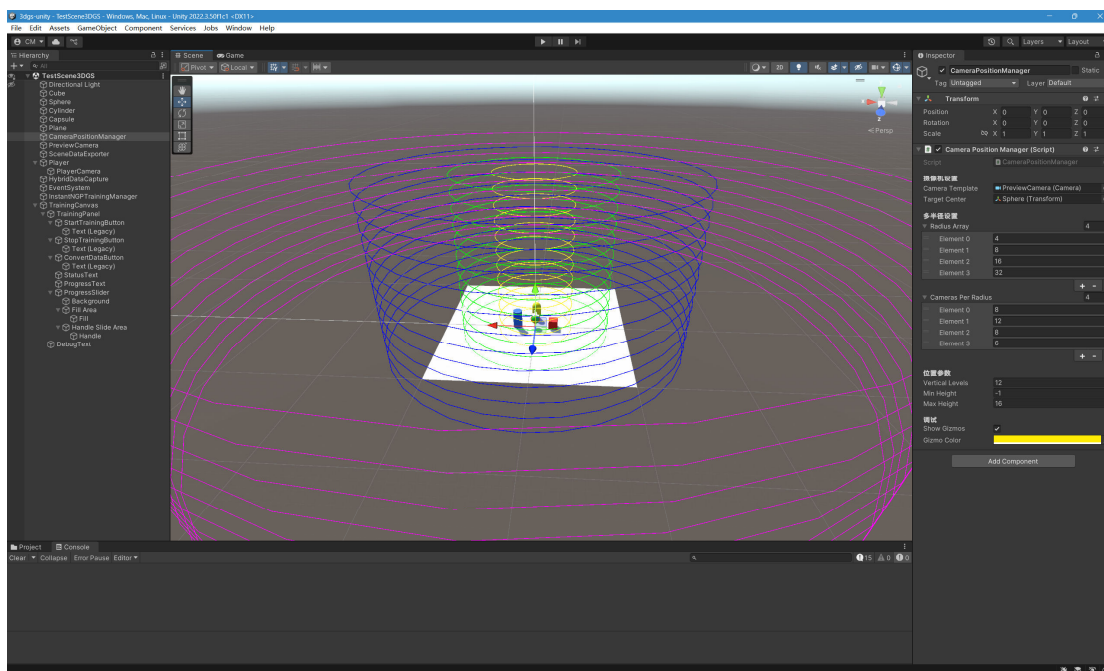 3dgs-unity - TestScene3DGS - Windows, Mac, Linux - Unity 2022.3.50f1c1 <DX11>
File Edit Assets GameObject Component Services Jobs Window Help
CM
Layers Layout
Hierarchy
All
TestScene3DGS
Directional Light
Cube
Sphere
Cylinder
Capsule
Plane
CameraPositionManager
PreviewCamera
SceneDataExporter
Player
PlayerCamera
HybridDataCapture
EventSystem
InstantNGPTrainingManager
TrainingCanvas
TrainingPanel
StartTrainingButton
Text (Legacy)
StopTrainingButton
Text (Legacy)
ConvertDataButton
Text (Legacy)
StatusText
ProgressText
ProgressSlider
Background
Fill Area
Fill
Handle Slide Area
Handle
DebugText
Scene Game
Pivot Local
2D
y
x
z
Persp
Inspector
CameraPositionManager Static
Tag Untagged Layer Default
Transform
Position X 0 Y 0 Z 0
Rotation X 0 Y 0 Z 0
Scale X 1 Y 1 Z 1
Camera Position Manager (Script)
Script CameraPositionManager
摄像机设置
Camera Template PreviewCamera (Camera)
Target Center Sphere (Transform)
多半径设置
Radius Array 4
Element 0 4
Element 1 8
Element 2 16
Element 3 32
+ -
Cameras Per Radius 4
Element 0 8
Element 1 12
Element 2 8
Element 3 6
+ -
位置参数
Vertical Levels 12
Min Height -1
Max Height 16
调试
Show Gizmos
Gizmo Color
Add Component
Project Console
Clear Collapse Error Pause Editor
15 0 0